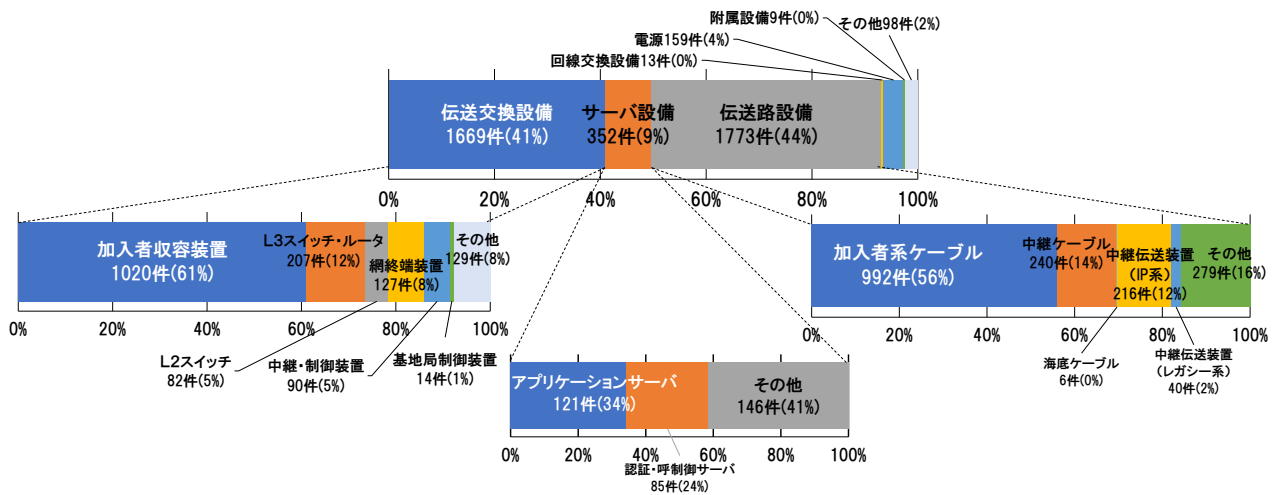 附属設備9件(0%)
その他98件(2%)
電源159件(4%)
回線交換設備13件(0%)
伝送交換設備
1669件(41%)
サーバ設備
352件(9%)
伝送路設備
1773件(44%)
0% 20% 40% 60% 80% 100%
加入者収容装置
1020件(61%)
L3スイッチ・ルータ
207件(12%)
網終端装置
127件(8%)
その他
129件(8%)
0% 20% 40% 60% 80% 100%
L2スイッチ
82件(5%)
中継・制御装置
90件(5%)
基地局制御装置
14件(1%)
加入者系ケーブル
992件(56%)
中継ケーブル
240件(14%)
中継伝送装置
(IP系)
216件(12%)
その他
279件(16%)
0% 20% 40% 60% 80% 100%
海底ケーブル
6件(0%)
中継伝送装置
(レガシー系)
40件(2%)
アプリケーションサーバ
121件(34%)
その他
146件(41%)
0% 20% 40% 60% 80% 100%
認証・呼制御サーバ
85件(24%)